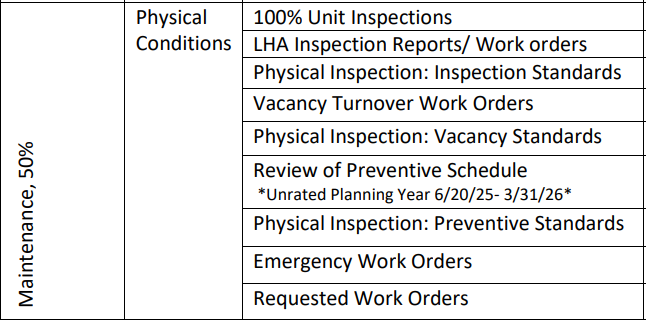 Maintenance, 50%
Physical
Conditions
100% Unit Inspections
LHA Inspection Reports/ Work orders
Physical Inspection: Inspection Standards
Vacancy Turnover Work Orders
Physical Inspection: Vacancy Standards
Review of Preventive Schedule
*Unrated Planning Year 6/20/25- 3/31/26*
Physical Inspection: Preventive Standards
Emergency Work Orders
Requested Work Orders